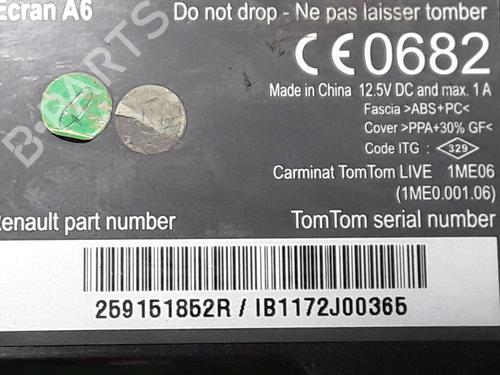 Ecran A6
Do not drop - Ne pas laisser tomber
CE0682
Made in China 12.5V DC and max. 1 A
Fascia >ABS+PC<
Cover >PPA+30% GF<
Code ITG : 329
Carminat TomTom LIVE 1ME06
(1ME0.001.06)
Renault part number
TomTom serial number
259151852R / IB1172J00365
B-PARTS